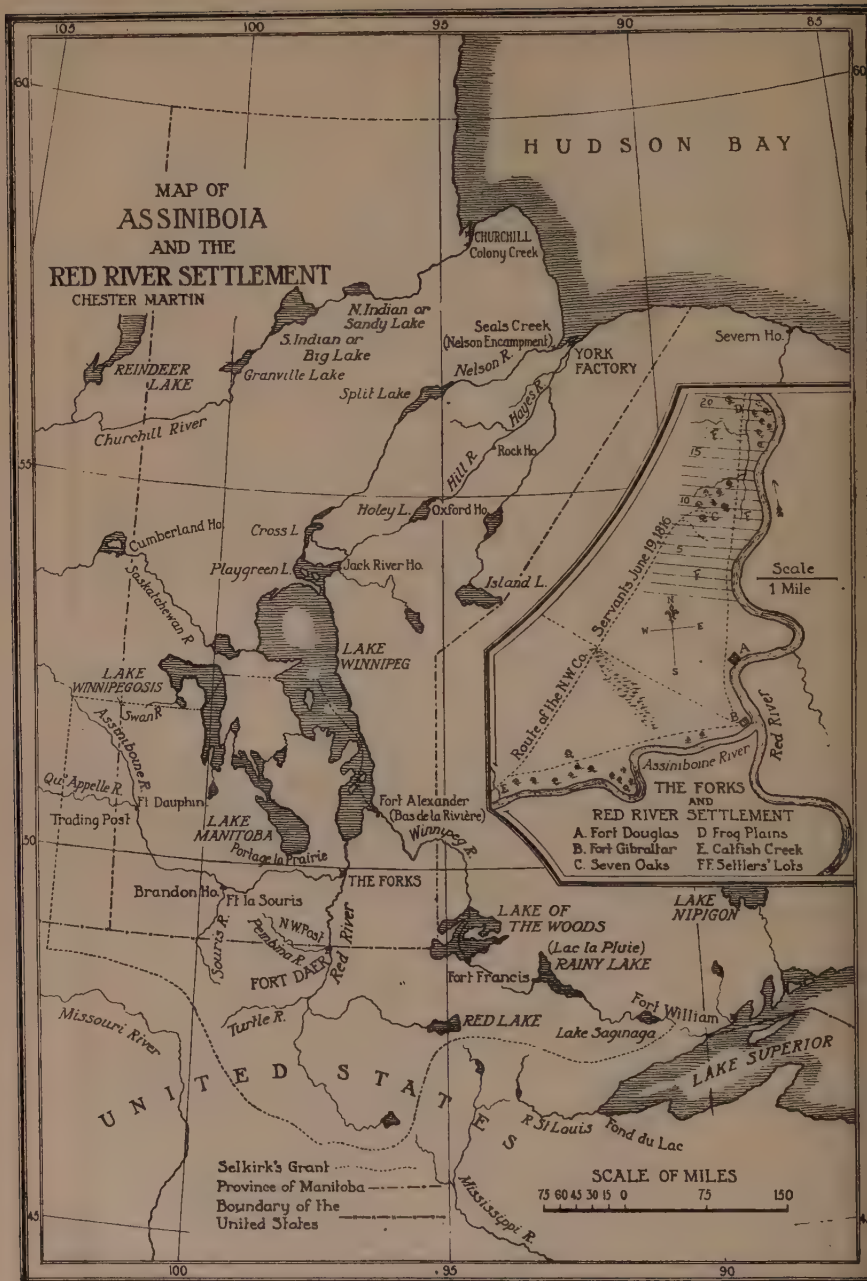 105
100
95
90
85
60
60
HUDSON BAY
MAP OF
ASSINIBOIA
AND THE
RED RIVER SETTLEMENT
CHESTER MARTIN
CHURCHILL
Colony Creek
N. Indian or
Sandy Lake
S. Indian or
Big Lake
Granville Lake
REINDEER
LAKE
Churchill River
Seals Creek
(Nelson Encampment)
Nelson R.
YORK
FACTORY
Severn Ho.
Split Lake
Hayes R.
Hill R.
Rock Ho.
55
Holey L.
Oxford Ho.
Cross L
Cumberland Ho.
Playgreen L.
Jack River Ho.
Island L.
Saskatchewan R
LAKE
WINNIPEG
LAKE
WINNIPEGOSIS
Swan R.
Assiniboine R.
Qu'Appelle R.
Ft Dauphin
Trading Post
LAKE
MANITOBA
Fort Alexander
(Bas de la Rivière)
Winnipeg R.
50
Portage la Prairie
THE FORKS
Brandon Ho.
Ft la Souris
Souris R.
N W Post
Pembina R.
FORT DAER
Red River
LAKE OF
THE WOODS
(Lac la Pluie)
RAINY LAKE
Fort Francis
LAKE
NIPIGON
Fort William
Lake Saginaga
Turtle R.
RED LAKE
Missouri River
LAKE SUPERIOR
UNITED STATES
R St Louis
Fond du Lac
Mississippi R.
Selkirk's Grant
Province of Manitoba
Boundary of the
United States
SCALE OF MILES
75 60 45 30 15 0 75 150
45
45
100
95
90
20
D
15
10
C
5
F
F
Scale
1 Mile
Route of the N.W. Co. Servants June 19, 1816
N
W E
S
A
B
E
Red River
Assiniboine River
THE FORKS
AND
RED RIVER SETTLEMENT
A. Fort Douglas D Frog Plains
B. Fort Gibraltar E. Catfish Creek
C. Seven Oaks F.F. Settlers' Lots